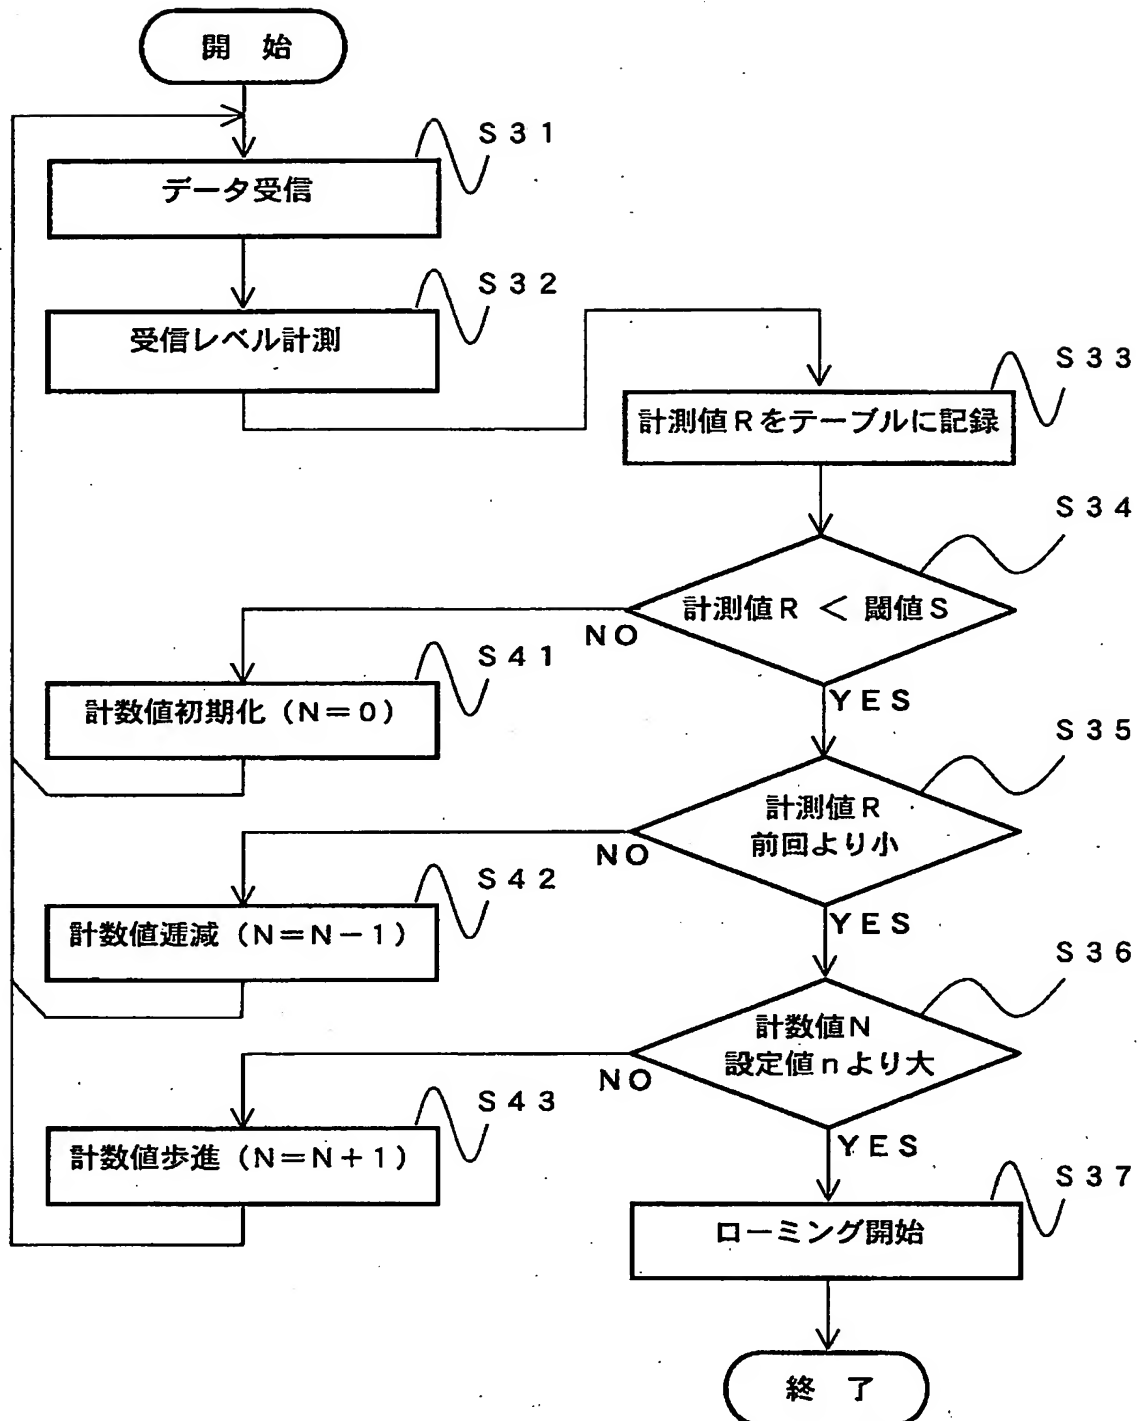 開 始
S31
データ受信
S32
受信レベル計測
S33
計測値Rをテーブルに記録
S34
計測値R < 閾値S
NO
YES
S41
計数値初期化(N=0)
S35
計測値R
前回より小
NO
YES
S42
計数値逓減(N=N-1)
S36
計数値N
設定値nより大
NO
YES
S43
計数値歩進(N=N+1)
S37
ローミング開始
終 了